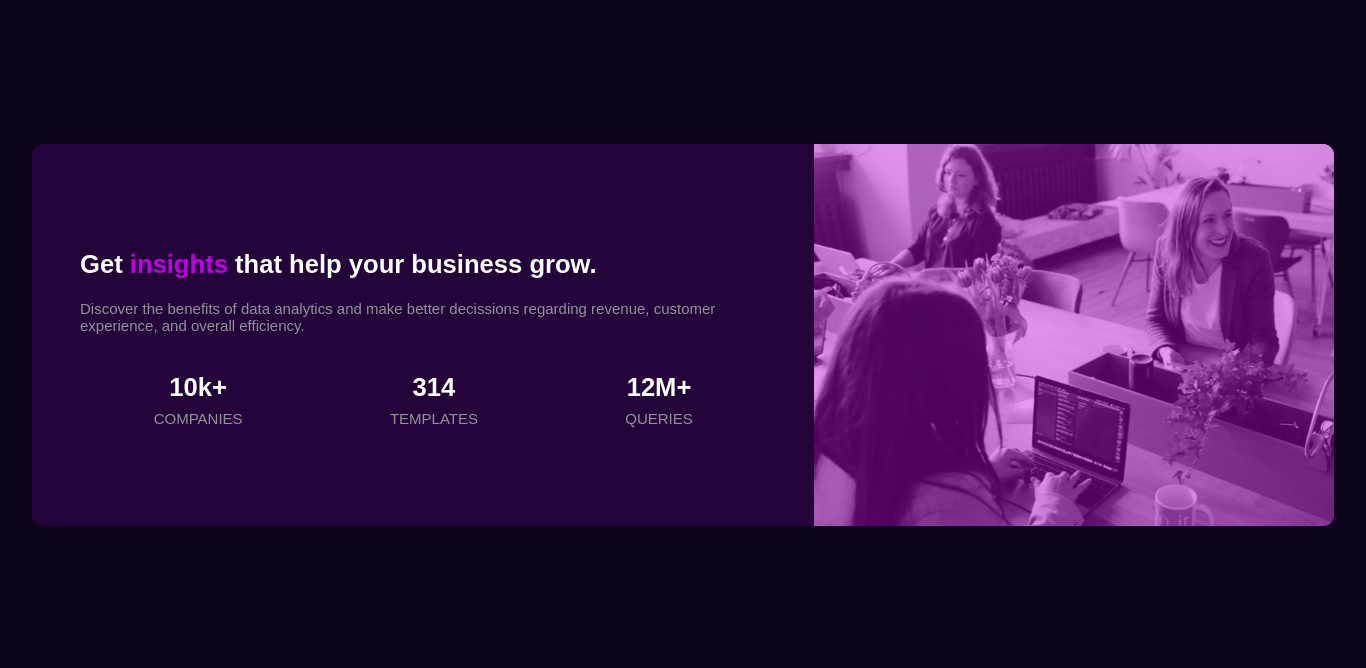 Get insights that help your business grow.
Discover the benefits of data analytics and make better decissions regarding revenue, customer
experience, and overall efficiency.
10k+ 314 12M+
COMPANIES TEMPLATES QUERIES